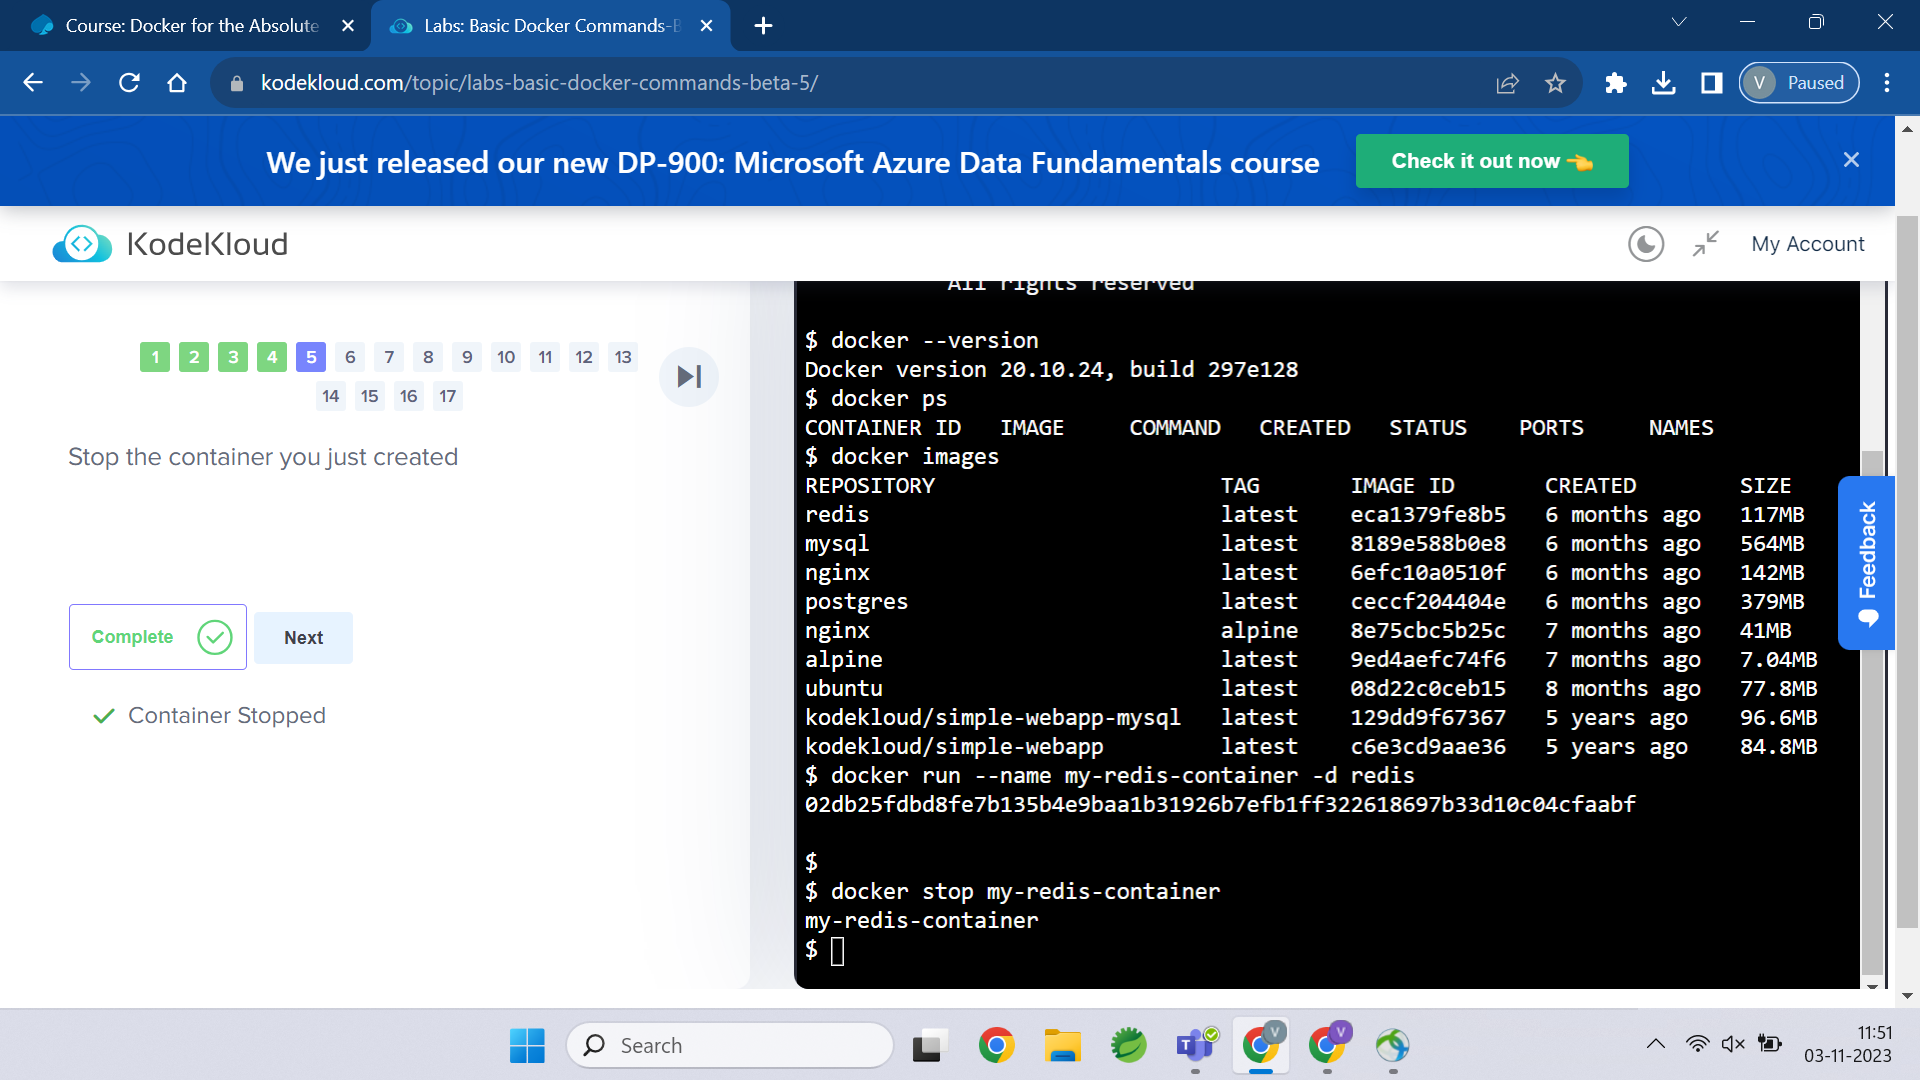 Course: Docker for the Absolute
Labs: Basic Docker Commands-B
kodekloud.com/topic/labs-basic-docker-commands-beta-5/
V Paused
We just released our new DP-900: Microsoft Azure Data Fundamentals course
Check it out now
KodeKloud
My Account
1 2 3 4 5 6 7 8 9 10 11 12 13
14 15 16 17
Stop the container you just created
Complete
Next
Container Stopped
All rights reserved
$ docker --version
Docker version 20.10.24, build 297e128
$ docker ps
CONTAINER ID IMAGE COMMAND CREATED STATUS PORTS NAMES
$ docker images
REPOSITORY TAG IMAGE ID CREATED SIZE
redis latest eca1379fe8b5 6 months ago 117MB
mysql latest 8189e588b0e8 6 months ago 564MB
nginx latest 6efc10a0510f 6 months ago 142MB
postgres latest ceccf204404e 6 months ago 379MB
nginx alpine 8e75cbc5b25c 7 months ago 41MB
alpine latest 9ed4aefc74f6 7 months ago 7.04MB
ubuntu latest 08d22c0ceb15 8 months ago 77.8MB
kodekloud/simple-webapp-mysql latest 129dd9f67367 5 years ago 96.6MB
kodekloud/simple-webapp latest c6e3cd9aae36 5 years ago 84.8MB
$ docker run --name my-redis-container -d redis
02db25fdbd8fe7b135b4e9baa1b31926b7efb1ff322618697b33d10c04cfaabf
$
$ docker stop my-redis-container
my-redis-container
$
Feedback
Search
T
V
V
11:51
03-11-2023